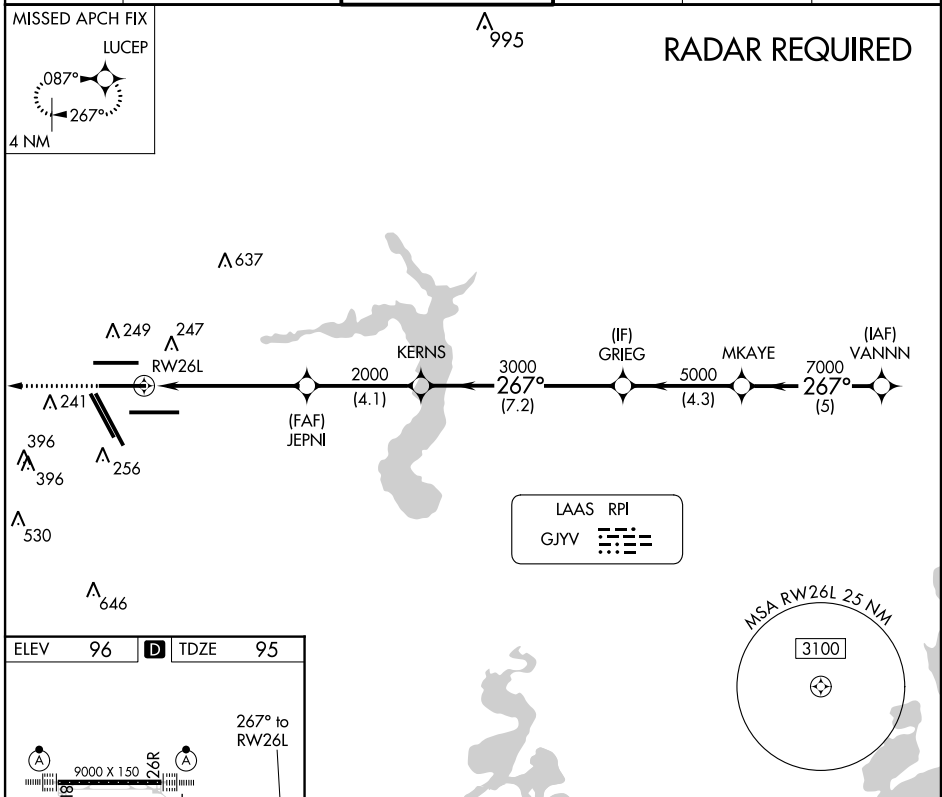 MISSED APCH FIX
LUCEP
087°
267°
4 NM
995
RADAR REQUIRED
637
249
247
RW26L
241
396
396
256
530
646
(FAF)
JEPNI
2000
(4.1)
KERNS
3000
267°
(7.2)
(IF)
GRIEG
5000
(4.3)
MKAYE
7000
267°
(5)
(IAF)
VANNN
LAAS RPI
GJYV
MSA RW26L 25 NM
3100
ELEV 96 D TDZE 95
267° to
RW26L
A
A
9000 X 150
26R